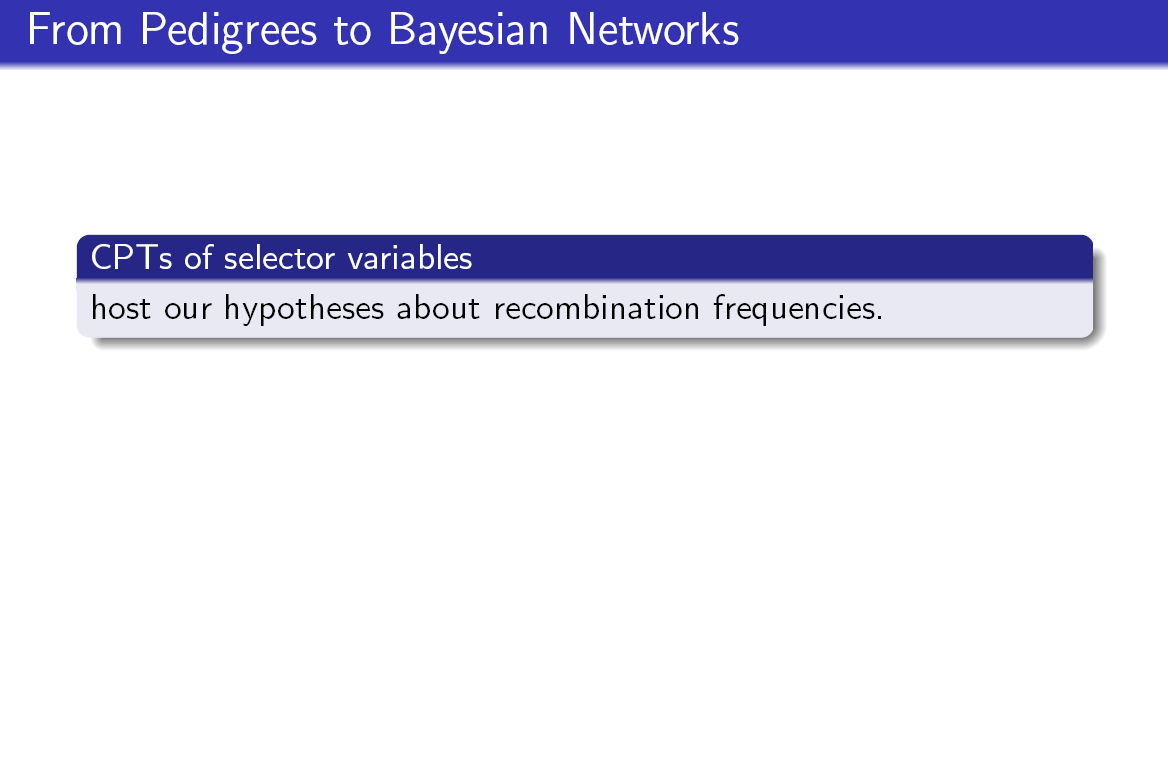 From Pedigrees to Bayesian Networks
CPTs of selector variables
host our hypotheses about recombination frequencies.